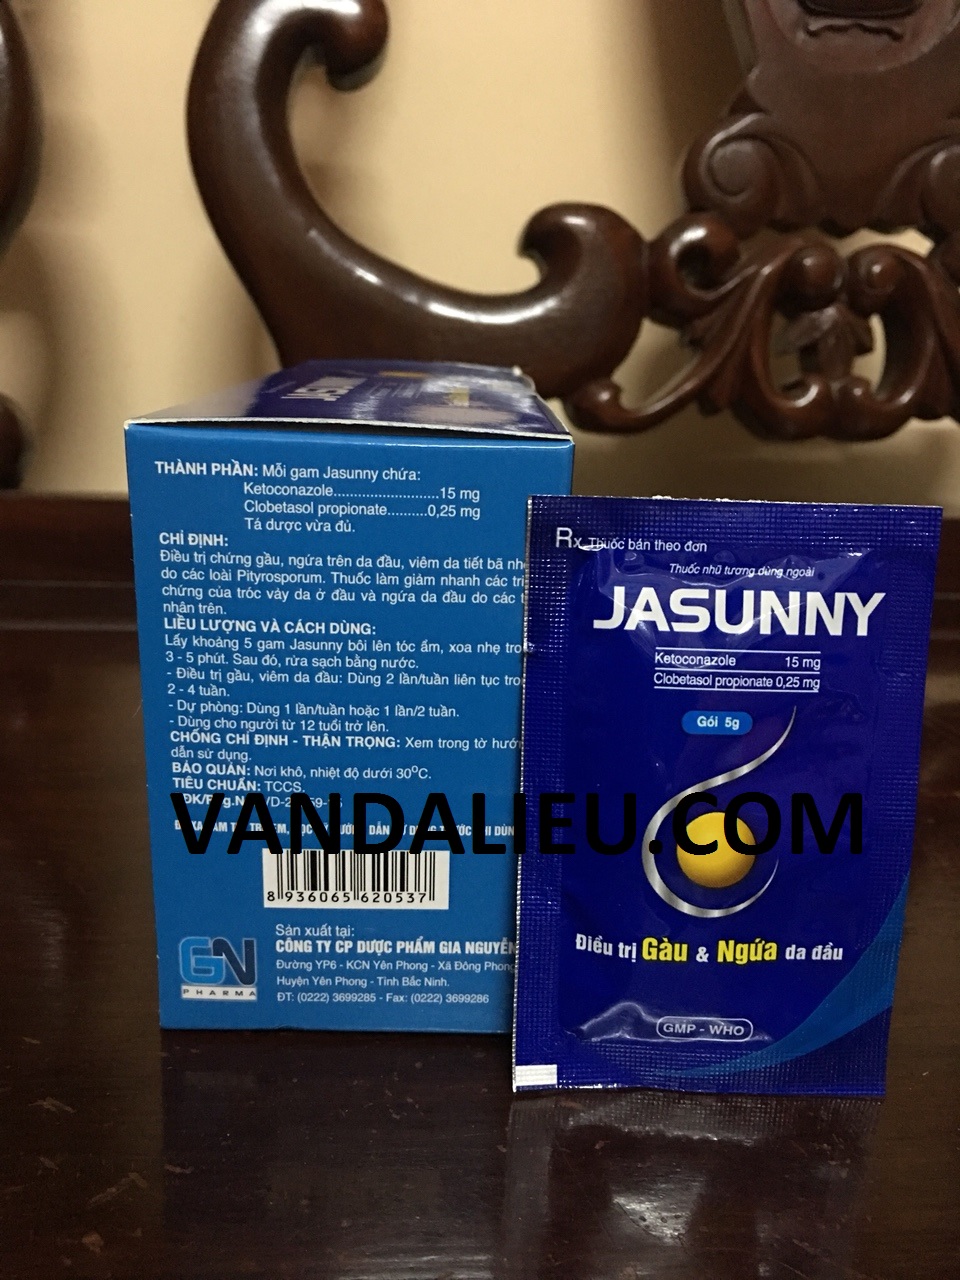 JASUNNY
THÀNH PHẦN: Mỗi gam Jasunny chứa:
Ketoconazole..........................15 mg
Clobetasol propionate..........0,25 mg
Tá dược vừa đủ.
CHỈ ĐỊNH:
Điều trị chứng gầu, ngứa trên da đầu, viêm da tiết bã
do các loài Pityrosporum. Thuốc làm giảm nhanh các
chứng của tróc vảy da ở đầu và ngứa da đầu do các
nhân trên.
LIỀU LƯỢNG VÀ CÁCH DÙNG:
Lấy khoảng 5 gam Jasunny bôi lên tóc ẩm, xoa nhẹ
3 - 5 phút. Sau đó, rửa sạch bằng nước.
- Điều trị gầu, viêm da đầu: Dùng 2 lần/tuần liên tục
2 - 4 tuần.
- Dự phòng: Dùng 1 lần/tuần hoặc 1 lần/2 tuần.
- Dùng cho người từ 12 tuổi trở lên.
CHỐNG CHỈ ĐỊNH - THẬN TRỌNG: Xem trong tờ
dẫn sử dụng.
BẢO QUẢN: Nơi khô, nhiệt độ dưới 30ºC.
TIÊU CHUẨN: TCCS.
VANDALIEU.COM
8 936065 620537
GN
PHARMA
Sản xuất tại:
CÔNG TY CP DƯỢC PHẨM GIA NGUYỄN
Đường YP6 - KCN Yên Phong - Xã Đông Phong
Huyện Yên Phong - Tỉnh Bắc Ninh.
ĐT: (0222) 3699285 - Fax: (0222) 3699286
Rx Thuốc bán theo đơn
Thuốc nhũ tương dùng ngoài
JASUNNY
Ketoconazole 15 mg
Clobetasol propionate 0,25 mg
Gói 5g
Điều trị Gàu & Ngứa da đầu
GMP - WHO